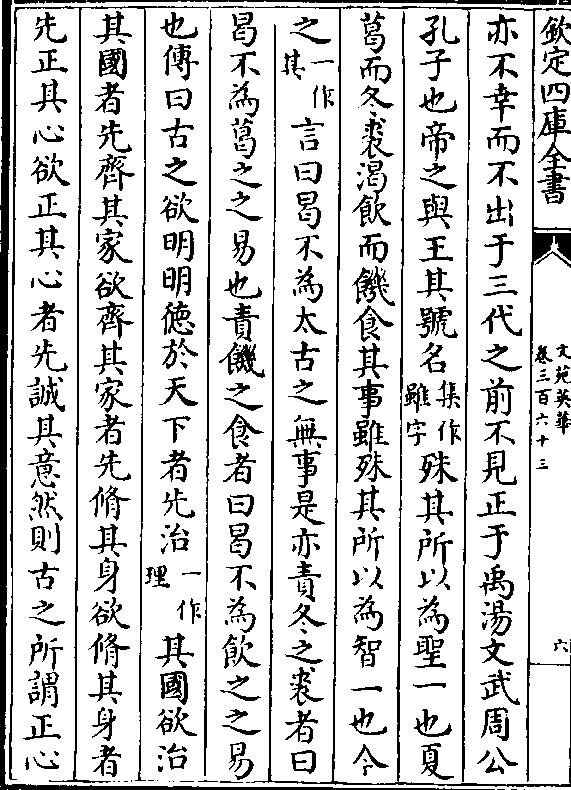 欽定四庫全書
文苑英華
卷三百六十三
六
亦不幸而不出于三代之前不見正于禹湯文武周公
孔子也帝之與王其號名集作雖字殊其所以為聖一也夏
葛而冬裘渴飲而饑食其事雖殊其所以為智一也今
之一作其言曰曷不為太古之無事是亦責冬之裘者曰
曷不為葛之之易也責饑之食者曰曷不為飲之之易
也傳曰古之欲明明徳於天下者先治一作理其國欲治
其國者先齊其家欲齊其家者先脩其身欲脩其身者
先正其心欲正其心者先誠其意然則古之所謂正心